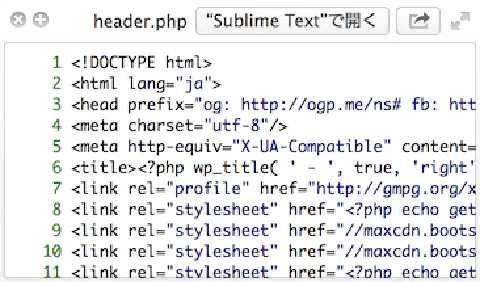 header.php "Sublime Text"で開く
1 <!DOCTYPE html>
2 <html lang="ja">
3 <head prefix="og: http://ogp.me/ns# fb: htt
4 <meta charset="utf-8"/>
5 <meta http-equiv="X-UA-Compatible" content=
6 <title><?php wp_title( ' - ', true, 'right'
7 <link rel="profile" href="http://gmpg.org/x
8 <link rel="stylesheet" href="<?php echo get
9 <link rel="stylesheet" href="//maxcdn.boots
10 <link rel="stylesheet" href="//maxcdn.boots
11 <link rel="stylesheet" href="<?php echo get